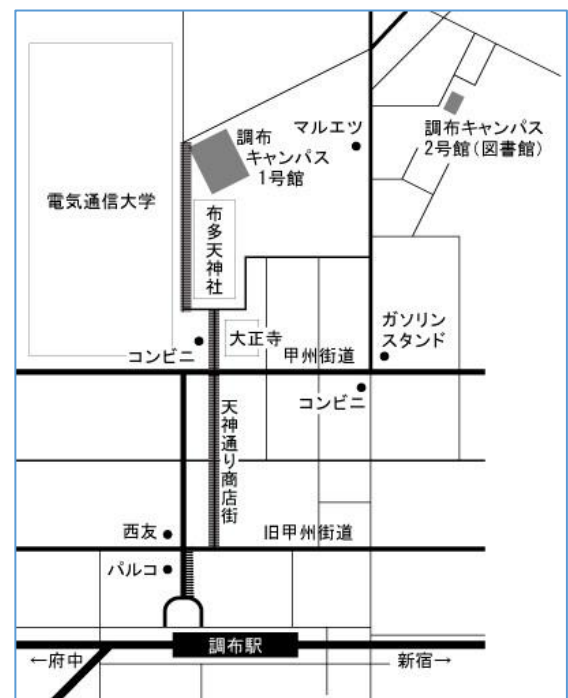 マルエツ
調布
キャンパス
1号館
調布キャンパス
2号館(図書館)
電気通信大学
布多天神社
ガソリン
スタンド
大正寺
コンビニ
甲州街道
コンビニ
天神通り商店街
西友
旧甲州街道
パルコ
調布駅
←府中
新宿→